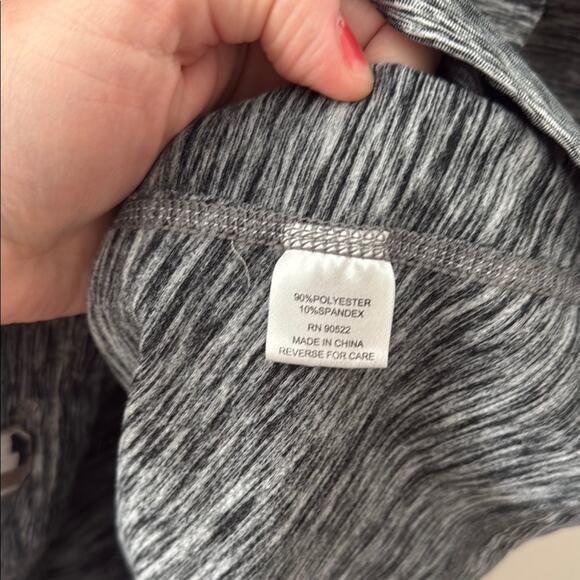 90%POLYESTER
10%SPANDEX
RN 90522
MADE IN CHINA
REVERSE FOR CARE